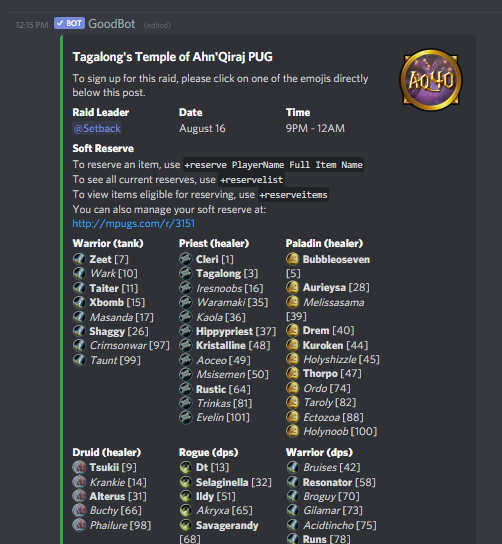 12:15 PM ✓ BOT GoodBot (edited)
Tagalong's Temple of Ahn'Qiraj PUG
To sign up for this raid, please click on one of the emojis directly
below this post.
AQ40
Raid Leader Date Time
@Setback August 16 9PM - 12AM
Soft Reserve
To reserve an item, use +reserve PlayerName Full Item Name
To see all current reserves, use +reservelist
To view items eligible for reserving, use +reserveitems
You can also manage your soft reserve at:
http://mpugs.com/r/3151
Warrior (tank)
Zeet [7]
Wark [10]
Taiter [11]
Xbomb [15]
Masanda [17]
Shaggy [26]
Crimsonwar [97]
Taunt [99]
Priest (healer)
Cleri [1]
Tagalong [3]
Iresnoobs [16]
Waramaki [35]
Kaola [36]
Hippypriest [37]
Kristalline [48]
Aoceo [49]
Msisemen [50]
Rustic [64]
Trinkas [81]
Evelin [101]
Paladin (healer)
Bubbleoseven
[5]
Aurieysa [28]
Melissasama
[39]
Drem [40]
Kuroken [44]
Holyshizzle [45]
Thorpo [47]
Ordo [74]
Taroly [82]
Ectozoa [88]
Holynoob [100]
Druid (healer)
Tsukii [9]
Krankie [14]
Alterus [31]
Buchy [66]
Phailure [98]
Rogue (dps)
Dt [13]
Selaginella [32]
Ildy [51]
Akryxa [65]
Savagerandy
[68]
Warrior (dps)
Bruises [42]
Resonator [58]
Broguy [70]
Gilamar [73]
Acidtincho [75]
Runs [78]